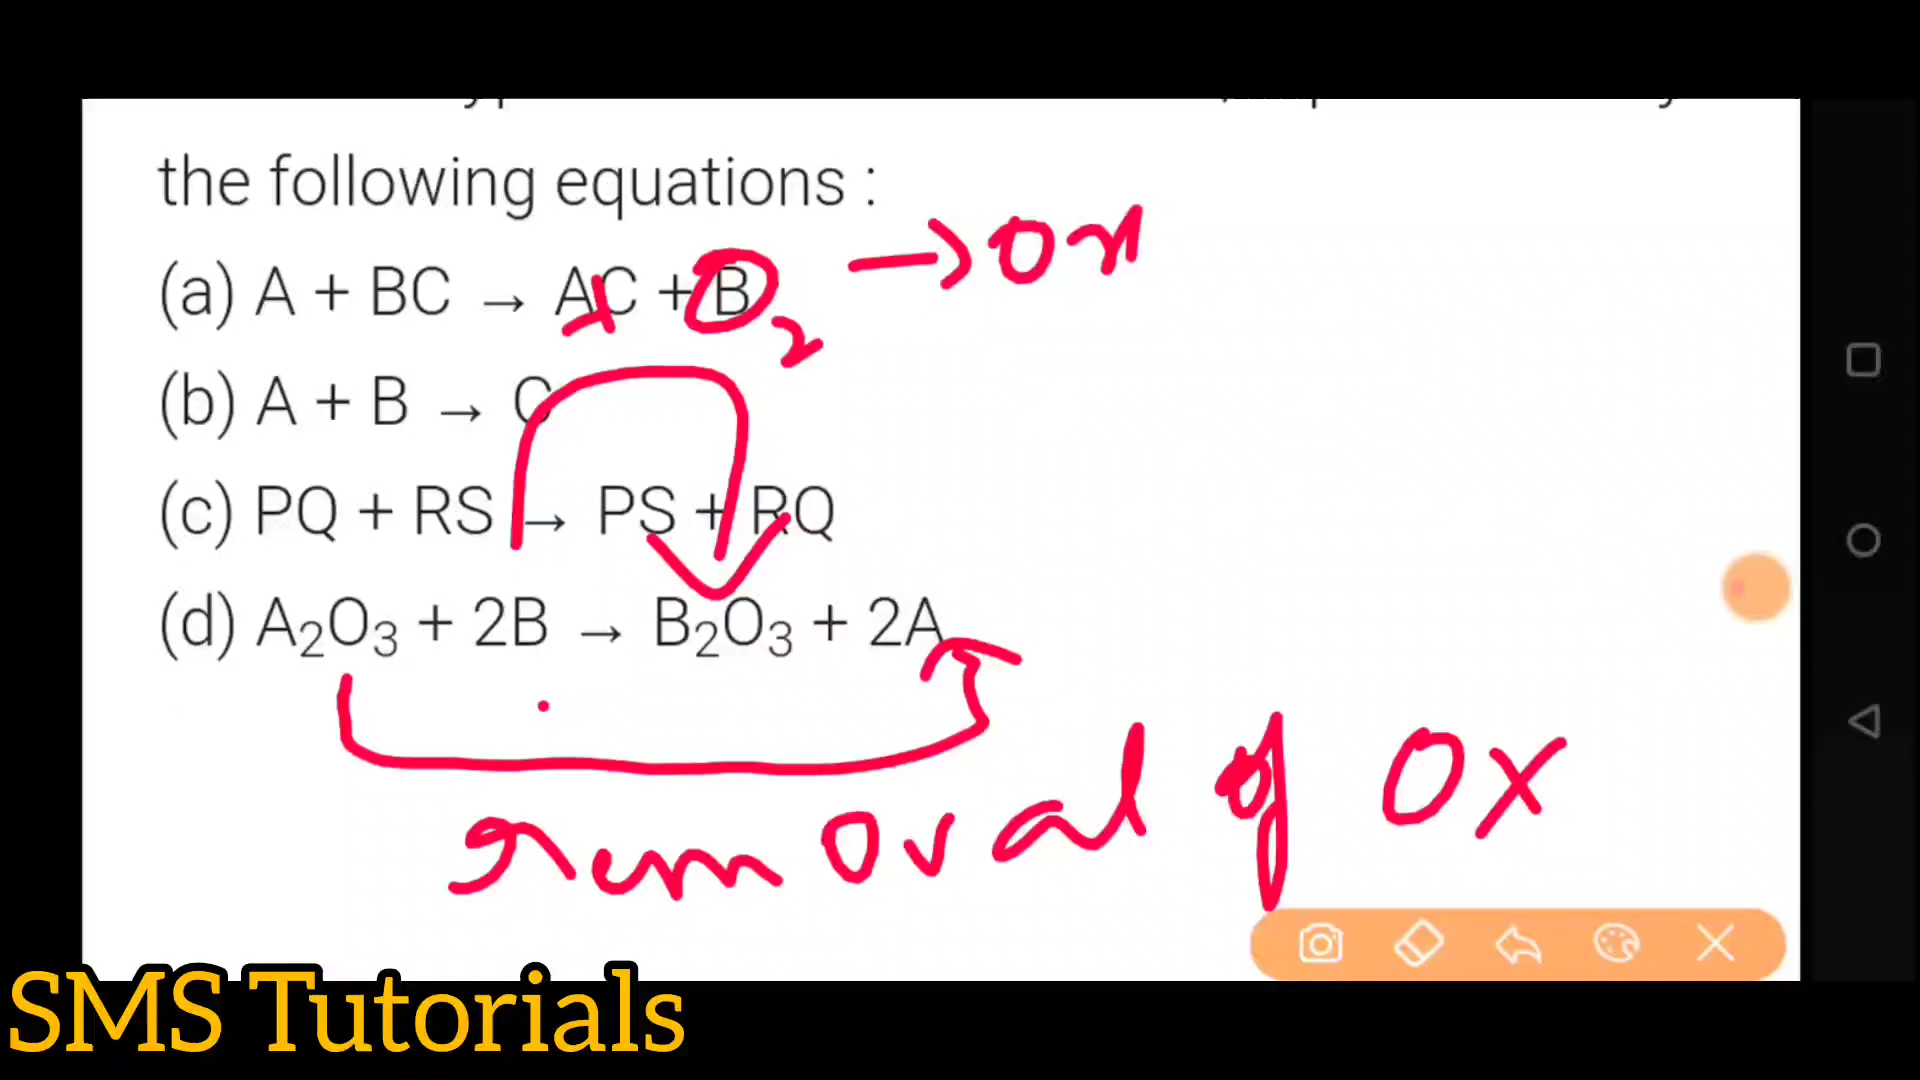 the following equations :
(a) A + BC → AC + B
+ O₂ → Ox
(b) A + B → C
(c) PQ + RS → PS + RQ
(d) A₂O₃ + 2B → B₂O₃ + 2A
removal of OX
SMS Tutorials